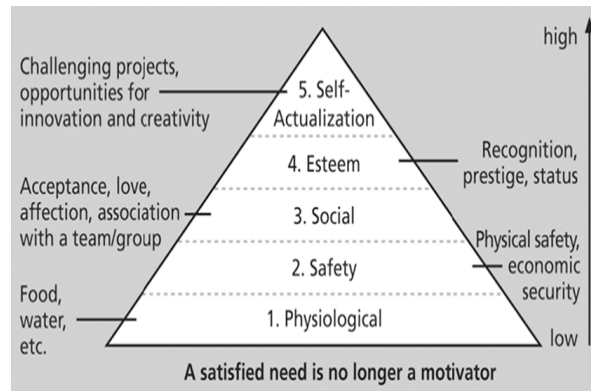 high
Challenging projects,
opportunities for
innovation and creativity
5. Self-
Actualization
4. Esteem
Recognition,
prestige, status
Acceptance, love,
affection, association
with a team/group
3. Social
Physical safety,
economic
security
2. Safety
Food,
water,
etc.
1. Physiological
low
A satisfied need is no longer a motivator